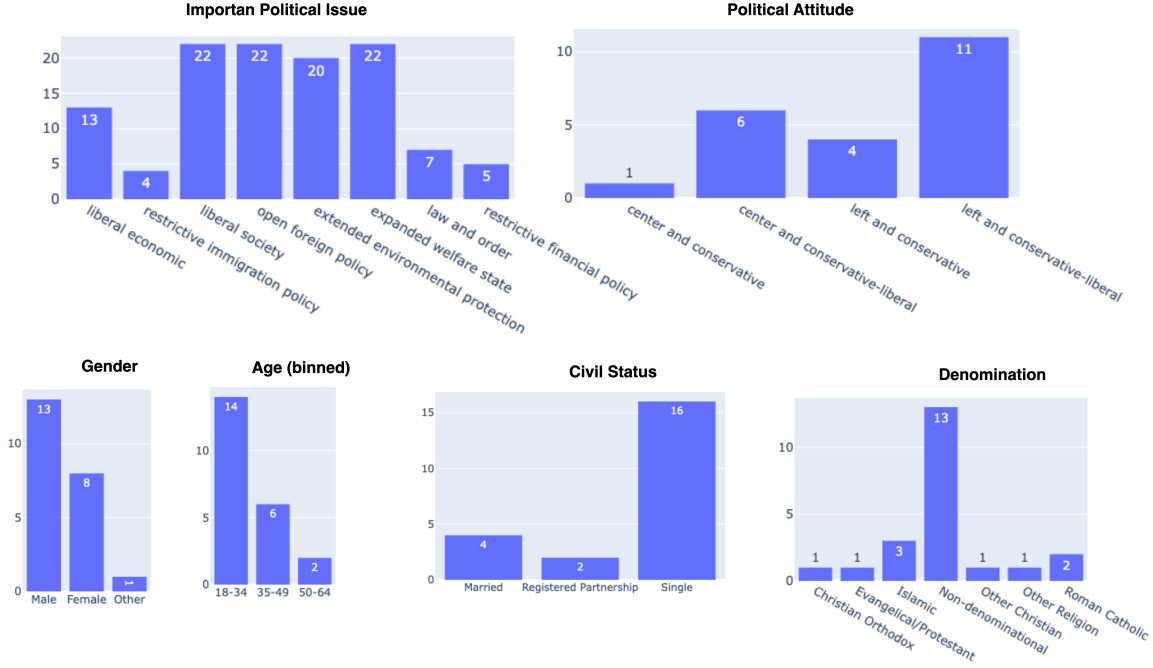 Importan Political Issue
20
15
10
5
0
13
4
22
22
20
22
7
5
liberal economic
restrictive immigration policy
liberal society
open foreign policy
extended environmental protection
expanded welfare state
law and order
restrictive financial policy
Political Attitude
10
5
0
1
6
4
11
center and conservative
center and conservative-liberal
left and conservative
left and conservative-liberal
Gender
10
5
0
13
8
1
Male
Female
Other
Age (binned)
10
5
0
14
6
2
18-34
35-49
50-64
Civil Status
15
10
5
0
4
2
16
Married
Registered Partnership
Single
Denomination
10
5
0
1
1
3
13
1
1
2
Christian Orthodox
Evangelical/Protestant
Islamic
Non-denominational
Other Christian
Other Religion
Roman Catholic